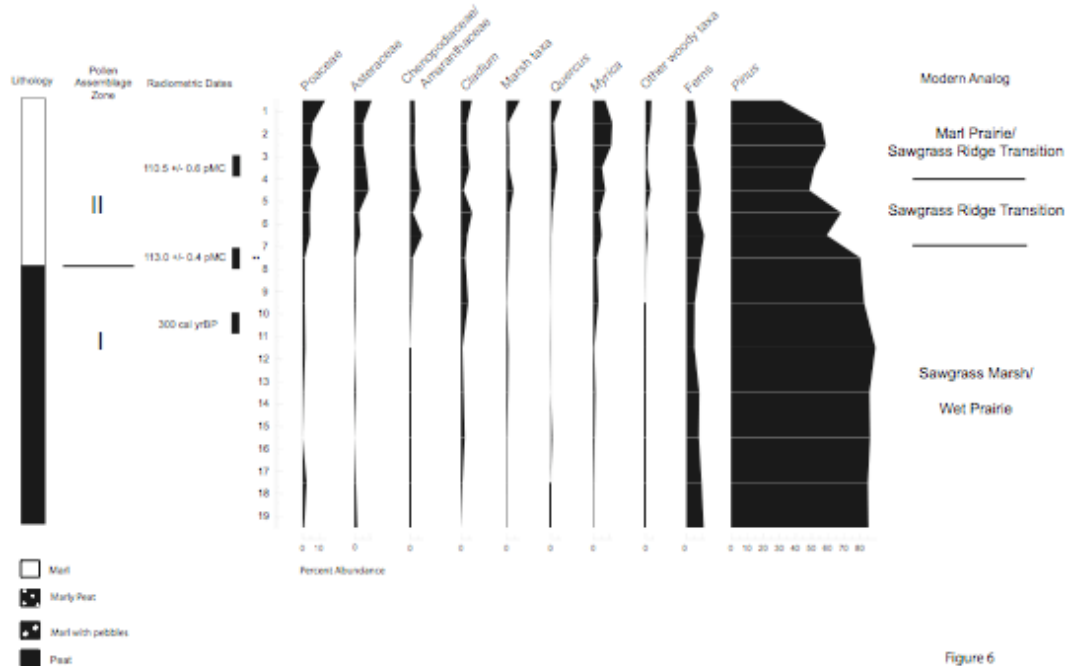 Lithology
Pollen
Assemblage
Zone
Radiometric Dates
Poaceae
Asteraceae
Chenopodiaceae/
Amaranthaceae
Cladium
Marsh taxa
Quercus
Myrica
Other woody taxa
Ferns
Pinus
Modern Analog
1
2
3
4
5
6
7
8
9
10
11
12
13
14
15
16
17
18
19
110.5 +/- 0.6 pMC
113.0 +/- 0.4 pMC
300 cal yrBP
II
I
Marl Prairie/
Sawgrass Ridge Transition
Sawgrass Ridge Transition
Sawgrass Marsh/
Wet Prairie
0 10
0
0
0
0
0
0
0
0
0 10 20 30 40 50 60 70 80
Percent Abundance
Marl
Marly Peat
Marl with pebbles
Peat
Figure 6